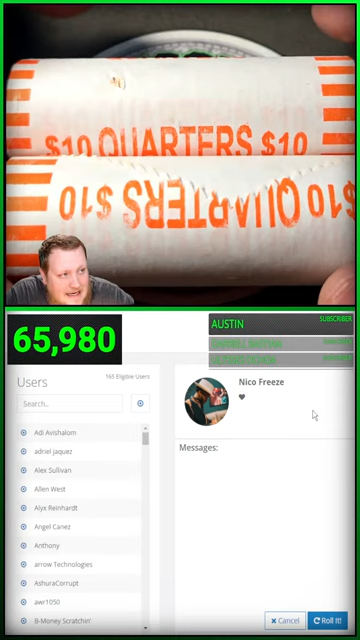 $10 QUARTERS $10
$10 QUARTERS $10
65,980
AUSTIN
SUBSCRIBER
Users
165 Eligible Users
Search...
Adi Avishalom
adriel jaquez
Alex Sullivan
Allen West
Alyx Reinhardt
Angel Canez
Anthony
arrow Technologies
AshuraCorrupt
awr1050
B-Money Scratchin'
Nico Freeze
Messages:
Cancel
Roll It!